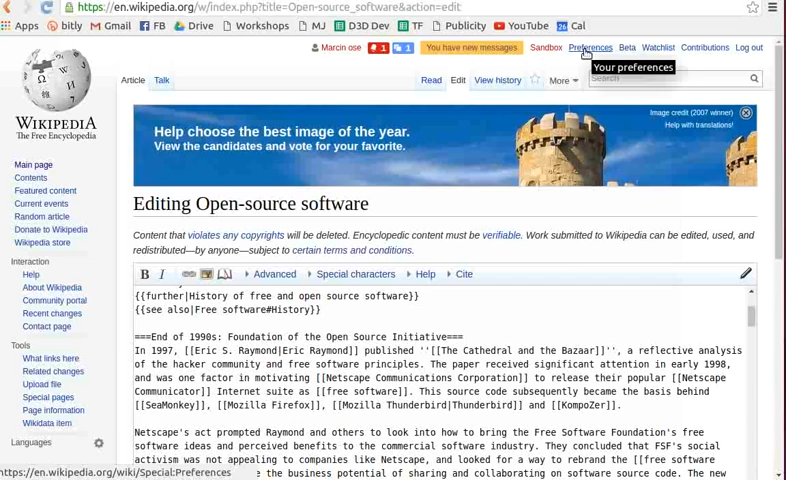 https://en.wikipedia.org/w/index.php?title=Open-source_software&action=edit
Apps bitly Gmail FB Drive Workshops MJ D3D Dev TF Publicity YouTube 26 Cal
Marcin ose 1 1 You have new messages Sandbox Preferences Beta Watchlist Contributions Log out
Your preferences
Article Talk Read Edit View history More Search
WIKIPEDIA
The Free Encyclopedia
Help choose the best image of the year.
View the candidates and vote for your favorite.
Image credit (2007 winner)
Help with translations!
Main page
Contents
Featured content
Current events
Random article
Donate to Wikipedia
Wikipedia store
Interaction
Help
About Wikipedia
Community portal
Recent changes
Contact page
Tools
What links here
Related changes
Upload file
Special pages
Page information
Wikidata item
Languages
Editing Open-source software
Content that violates any copyrights will be deleted. Encyclopedic content must be verifiable. Work submitted to Wikipedia can be edited, used, and
redistributed—by anyone—subject to certain terms and conditions.
B I Advanced Special characters Help Cite
{{further|History of free and open source software}}
{{see also|Free software#History}}
===End of 1990s: Foundation of the Open Source Initiative===
In 1997, [[Eric S. Raymond|Eric Raymond]] published ''[[The Cathedral and the Bazaar]]'', a reflective analysis
of the hacker community and free software principles. The paper received significant attention in early 1998,
and was one factor in motivating [[Netscape Communications Corporation]] to release their popular [[Netscape
Communicator]] Internet suite as [[free software]]. This source code subsequently became the basis behind
[[SeaMonkey]], [[Mozilla Firefox]], [[Mozilla Thunderbird|Thunderbird]] and [[KompoZer]].
Netscape's act prompted Raymond and others to look into how to bring the Free Software Foundation's free
software ideas and perceived benefits to the commercial software industry. They concluded that FSF's social
activism was not appealing to companies like Netscape, and looked for a way to rebrand the [[free software
the business potential of sharing and collaborating on software source code. The new
https://en.wikipedia.org/wiki/Special:Preferences